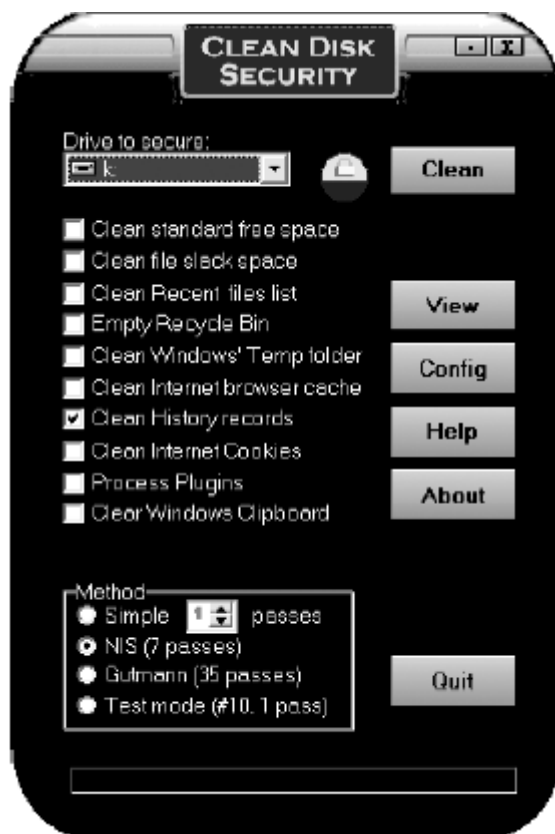 CLEAN DISK
SECURITY
Drive to secure:
k:
Clean
Clean standard free space
Clean file slack space
Clean Recent files list
View
Empty Recycle Bin
Clean Windows' Temp folder
Config
Clean Internet browser cache
Clean History records
Help
Clean Internet Cookies
Process Plugins
About
Clear Windows Clipboard
Method
Simple 1 passes
NIS (7 passes)
Gutmann (35 passes)
Quit
Test mode (#10, 1 pass)